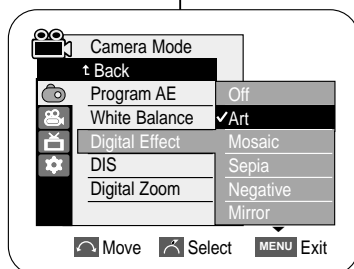 Camera Mode
Back
Program AE Off
White Balance Art
Digital Effect Mosaic
DIS Sepia
Digital Zoom Negative
Mirror
Move Select MENU Exit